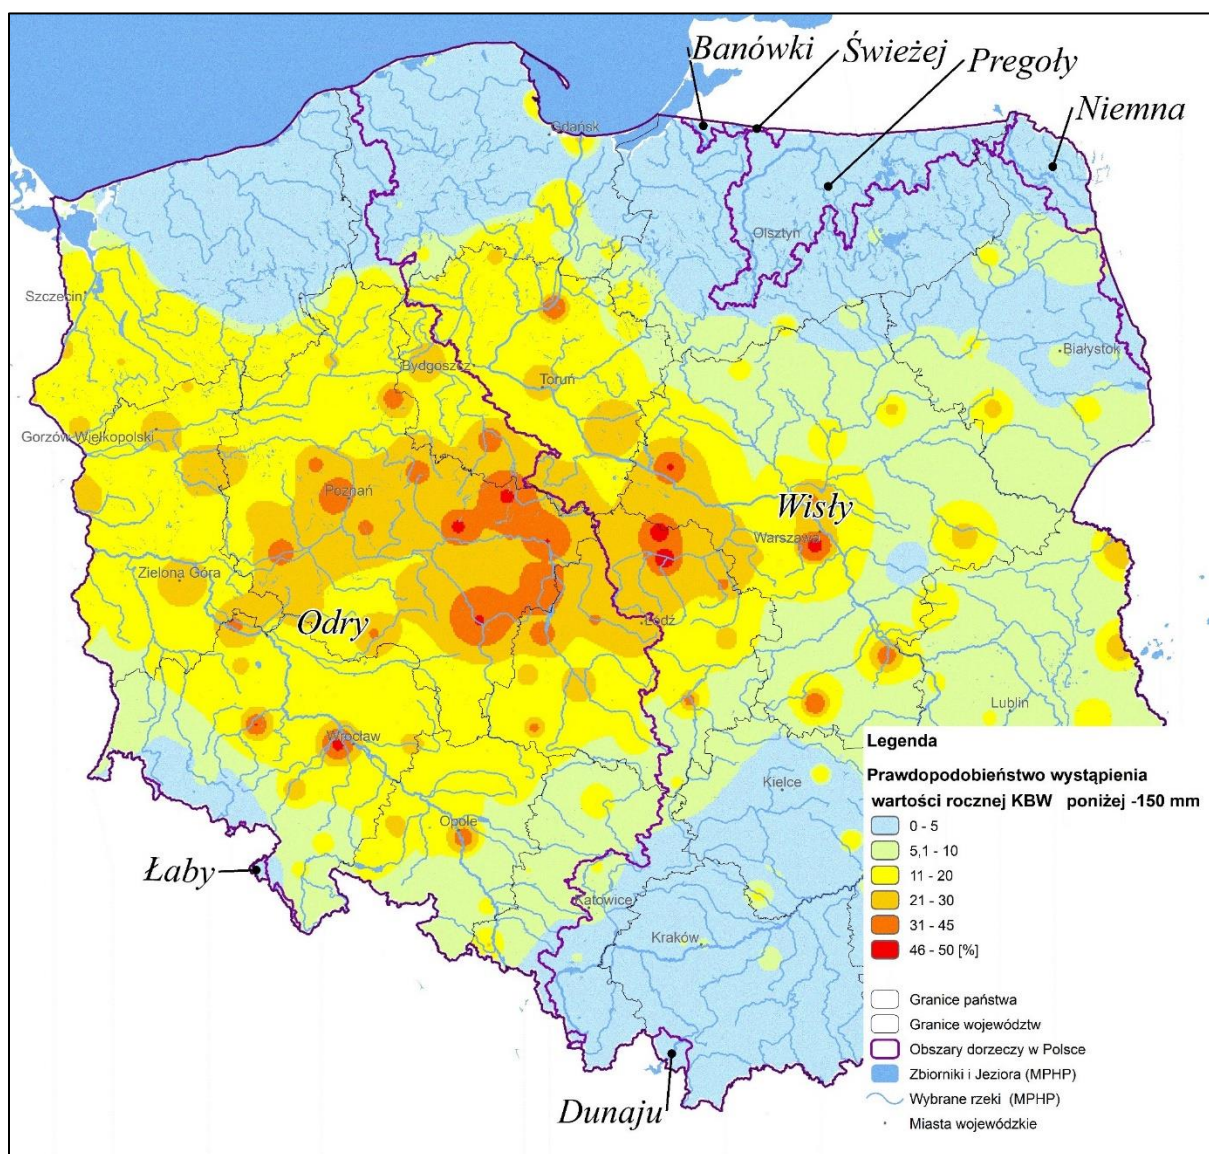 Banówki
Świeżej
Pregoły
Niemna
Gdańsk
Olsztyn
Szczecin
Białystok
Bydgoszcz
Toruń
Gorzów-Wielkopolski
Poznań
Wisły
Warszawa
Zielona Góra
Odry
Łódź
Lublin
Wrocław
Kielce
Opole
Łaby
Katowice
Kraków
Dunaju
Legenda
Prawdopodobieństwo wystąpienia
wartości rocznej KBW poniżej -150 mm
0 - 5
5,1 - 10
11 - 20
21 - 30
31 - 45
46 - 50 [%]
Granice państwa
Granice województw
Obszary dorzeczy w Polsce
Zbiorniki i Jeziora (MPHP)
Wybrane rzeki (MPHP)
Miasta wojewódzkie